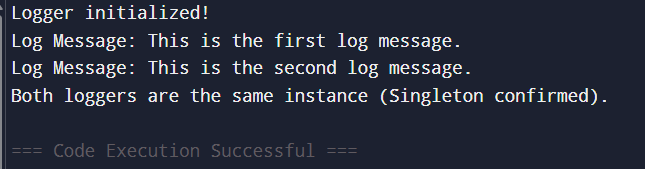 Logger initialized!
Log Message: This is the first log message.
Log Message: This is the second log message.
Both loggers are the same instance (Singleton confirmed).
=== Code Execution Successful ===